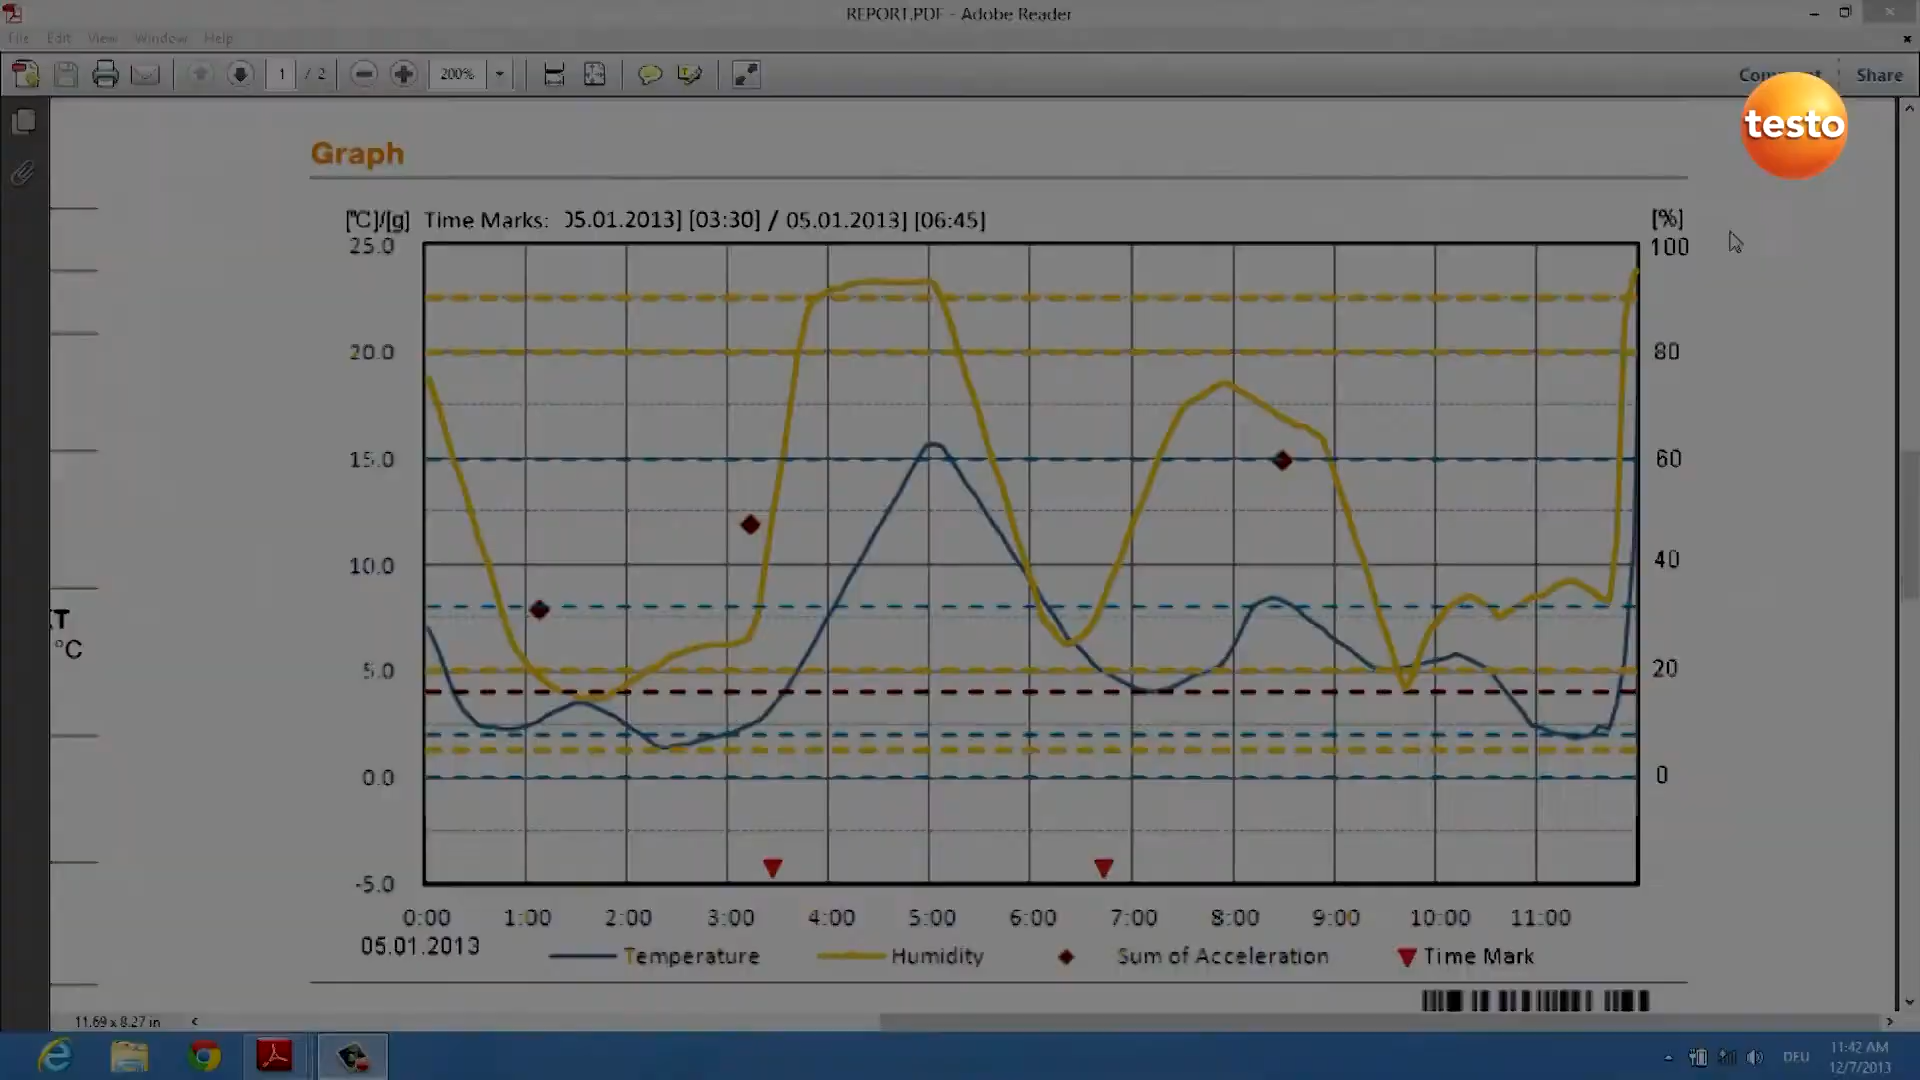 REPORT.PDF - Adobe Reader
File Edit View Window Help
1 / 2 200% Comment Share
testo
Graph
[°C]/[g] Time Marks: 05.01.2013] [03:30] / 05.01.2013] [06:45] [%]
25.0 100
20.0 80
15.0 60
10.0 40
5.0 20
0.0 0
-5.0
°C
0:00 1:00 2:00 3:00 4:00 5:00 6:00 7:00 8:00 9:00 10:00 11:00
05.01.2013 Temperature Humidity Sum of Acceleration Time Mark
11.69 x 8.27 in
DEU 11:42 AM
12/7/2013